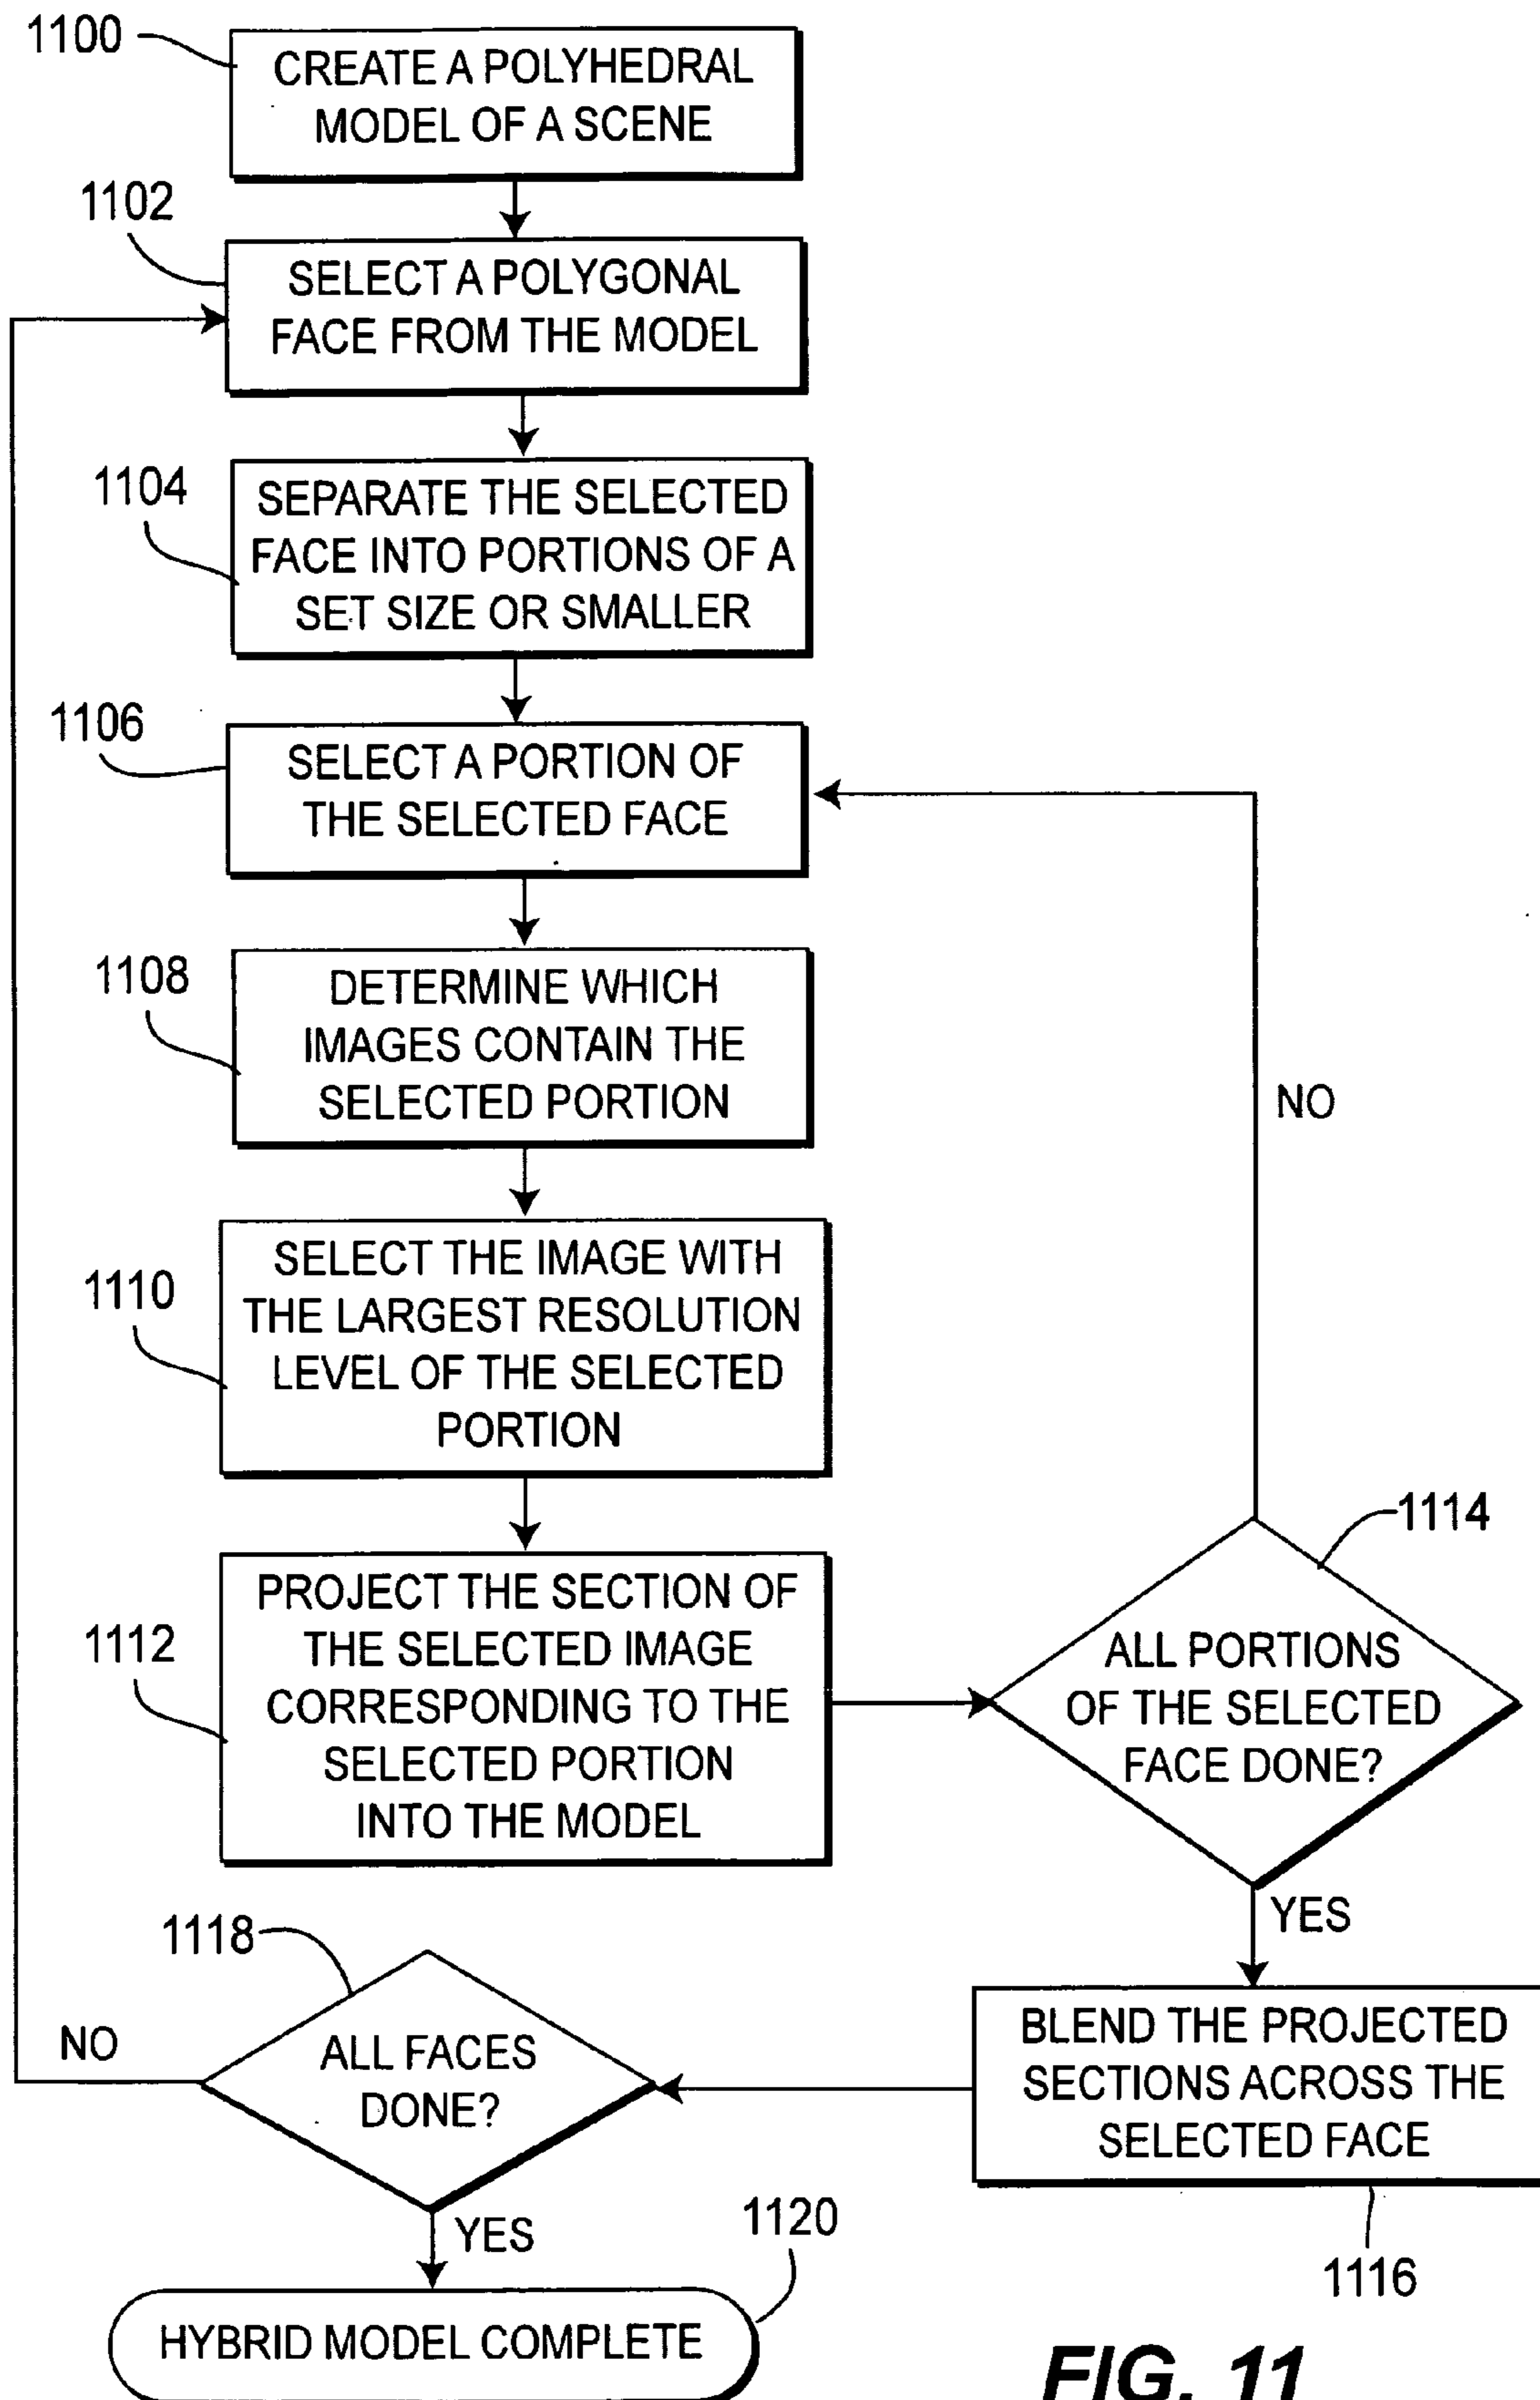 1100
CREATE A POLYHEDRAL
MODEL OF A SCENE
1102
SELECT A POLYGONAL
FACE FROM THE MODEL
1104
SEPARATE THE SELECTED
FACE INTO PORTIONS OF A
SET SIZE OR SMALLER
1106
SELECT A PORTION OF
THE SELECTED FACE
1108
DETERMINE WHICH
IMAGES CONTAIN THE
SELECTED PORTION
NO
1110
SELECT THE IMAGE WITH
THE LARGEST RESOLUTION
LEVEL OF THE SELECTED
PORTION
1112
PROJECT THE SECTION OF
THE SELECTED IMAGE
CORRESPONDING TO THE
SELECTED PORTION
INTO THE MODEL
1114
ALL PORTIONS
OF THE SELECTED
FACE DONE?
YES
BLEND THE PROJECTED
SECTIONS ACROSS THE
SELECTED FACE
1116
1118
ALL FACES
DONE?
NO
YES
1120
HYBRID MODEL COMPLETE
FIG. 11